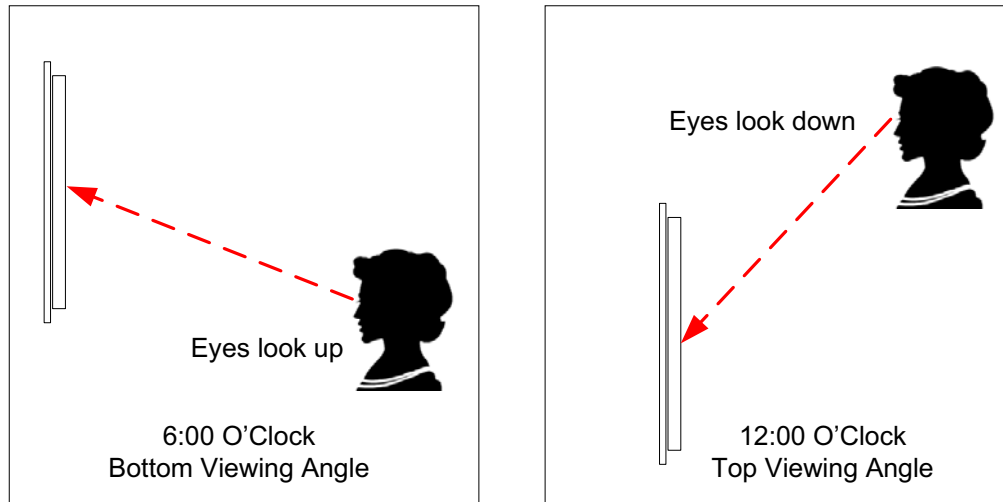 Eyes look up
6:00 O’Clock
Bottom Viewing Angle
Eyes look down
12:00 O’Clock
Top Viewing Angle